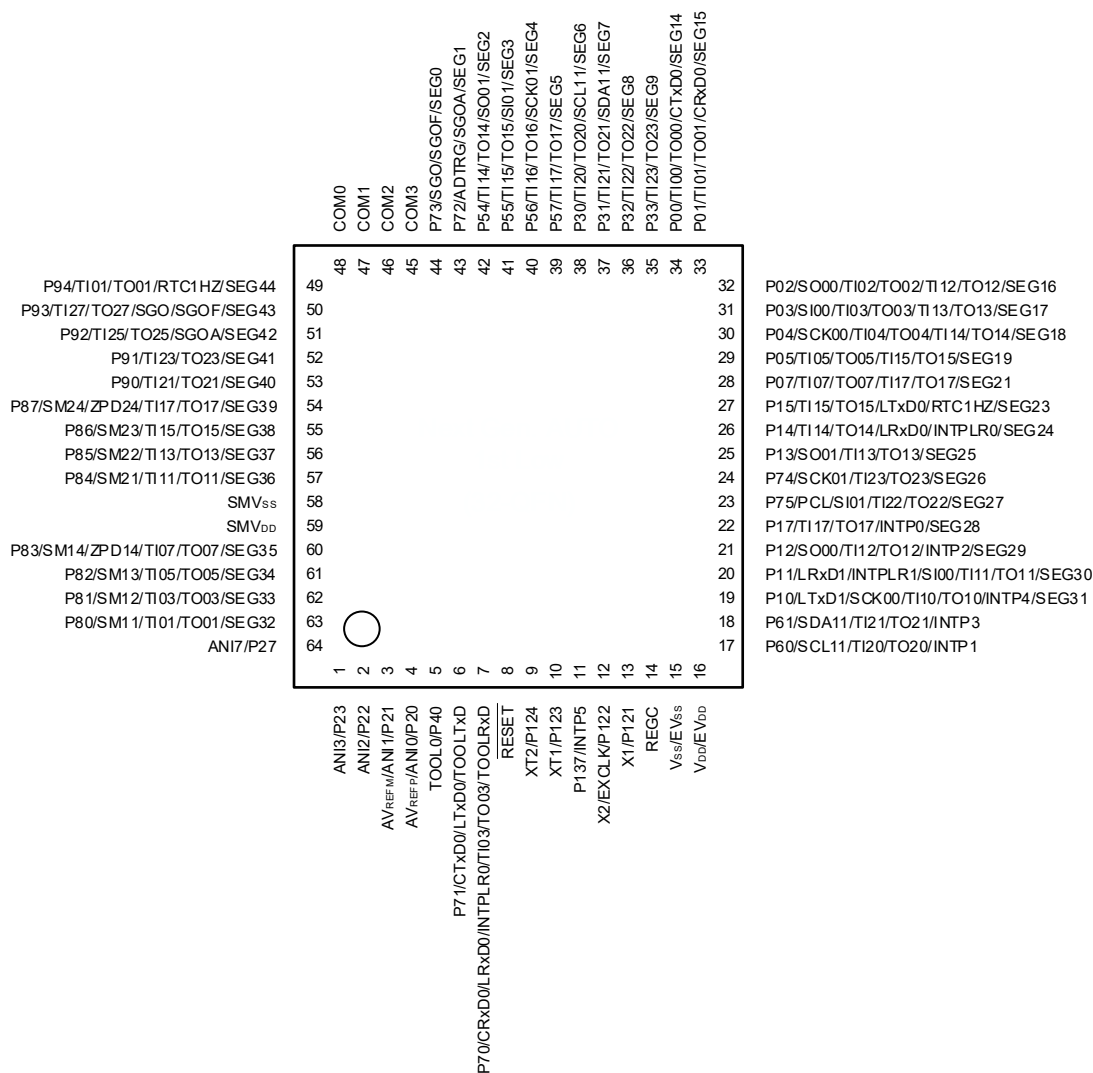 COM0
COM1
COM2
COM3
P73/SGO/SGOF/SEG0
P72/ADTRG/SGOA/SEG1
P54/TI14/TO14/SO01/SEG2
P55/TI15/TO15/SI01/SEG3
P56/TI16/TO16/SCK01/SEG4
P57/TI17/TO17/SEG5
P30/TI20/TO20/SCL11/SEG6
P31/TI21/TO21/SDA11/SEG7
P32/TI22/TO22/SEG8
P33/TI23/TO23/SEG9
P00/TI00/TO00/CTxD0/SEG14
P01/TI01/TO01/CRxD0/SEG15
48
47
46
45
44
43
42
41
40
39
38
37
36
35
34
33
P94/TI01/TO01/RTC1HZ/SEG44 49
P93/TI27/TO27/SGO/SGOF/SEG43 50
P92/TI25/TO25/SGOA/SEG42 51
P91/TI23/TO23/SEG41 52
P90/TI21/TO21/SEG40 53
P87/SM24/ZPD24/TI17/TO17/SEG39 54
P86/SM23/TI15/TO15/SEG38 55
P85/SM22/TI13/TO13/SEG37 56
P84/SM21/TI11/TO11/SEG36 57
SMVSS 58
SMVDD 59
P83/SM14/ZPD14/TI07/TO07/SEG35 60
P82/SM13/TI05/TO05/SEG34 61
P81/SM12/TI03/TO03/SEG33 62
P80/SM11/TI01/TO01/SEG32 63
ANI7/P27 64
32 P02/SO00/TI02/TO02/TI12/TO12/SEG16
31 P03/SI00/TI03/TO03/TI13/TO13/SEG17
30 P04/SCK00/TI04/TO04/TI14/TO14/SEG18
29 P05/TI05/TO05/TI15/TO15/SEG19
28 P07/TI07/TO07/TI17/TO17/SEG21
27 P15/TI15/TO15/LTxD0/RTC1HZ/SEG23
26 P14/TI14/TO14/LRxD0/INTPLR0/SEG24
25 P13/SO01/TI13/TO13/SEG25
24 P74/SCK01/TI23/TO23/SEG26
23 P75/PCL/SI01/TI22/TO22/SEG27
22 P17/TI17/TO17/INTP0/SEG28
21 P12/SO00/TI12/TO12/INTP2/SEG29
20 P11/LRxD1/INTPLR1/SI00/TI11/TO11/SEG30
19 P10/LTxD1/SCK00/TI10/TO10/INTP4/SEG31
18 P61/SDA11/TI21/TO21/INTP3
17 P60/SCL11/TI20/TO20/INTP1
1
2
3
4
5
6
7
8
9
10
11
12
13
14
15
16
ANI3/P23
ANI2/P22
AVREFM/ANI1/P21
AVREFP/ANI0/P20
TOOL0/P40
P71/CTxD0/LTxD0/TOOLTxD
P70/CRxD0/LRxD0/INTPLR0/TI03/TO03/TOOLRxD
RESET
XT2/P124
XT1/P123
P137/INTP5
X2/EXCLK/P122
X1/P121
REGC
VSS/EVSS
VDD/EVDD